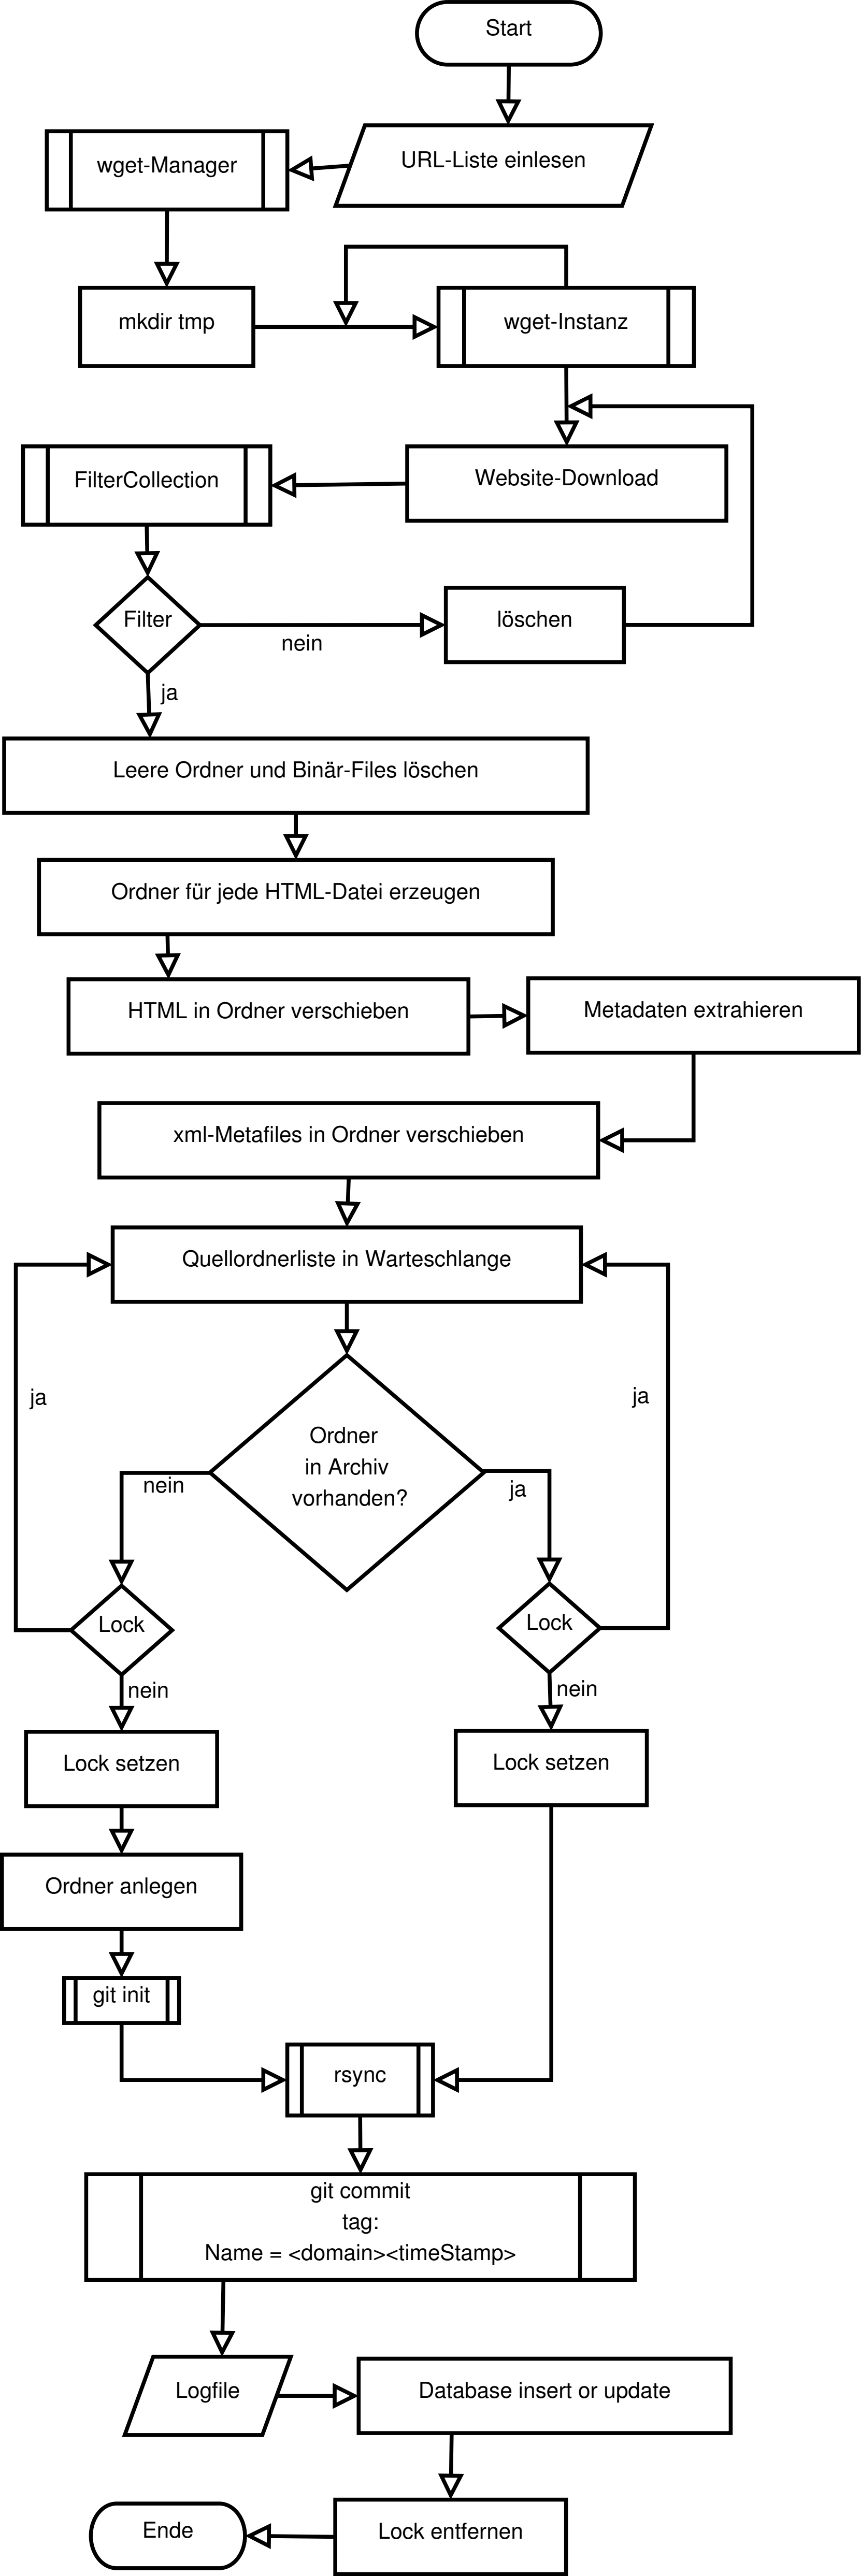 Start
URL-Liste einlesen
wget-Manager
mkdir tmp
wget-Instanz
Website-Download
FilterCollection
Filter
nein
löschen
ja
Leere Ordner und Binär-Files löschen
Ordner für jede HTML-Datei erzeugen
HTML in Ordner verschieben
Metadaten extrahieren
xml-Metafiles in Ordner verschieben
Quellordnerliste in Warteschlange
ja
ja
Ordner
in Archiv
vorhanden?
nein
ja
Lock
Lock
nein
nein
Lock setzen
Lock setzen
Ordner anlegen
git init
rsync
git commit
tag:
Name = <domain><timeStamp>
Logfile
Database insert or update
Lock entfernen
Ende